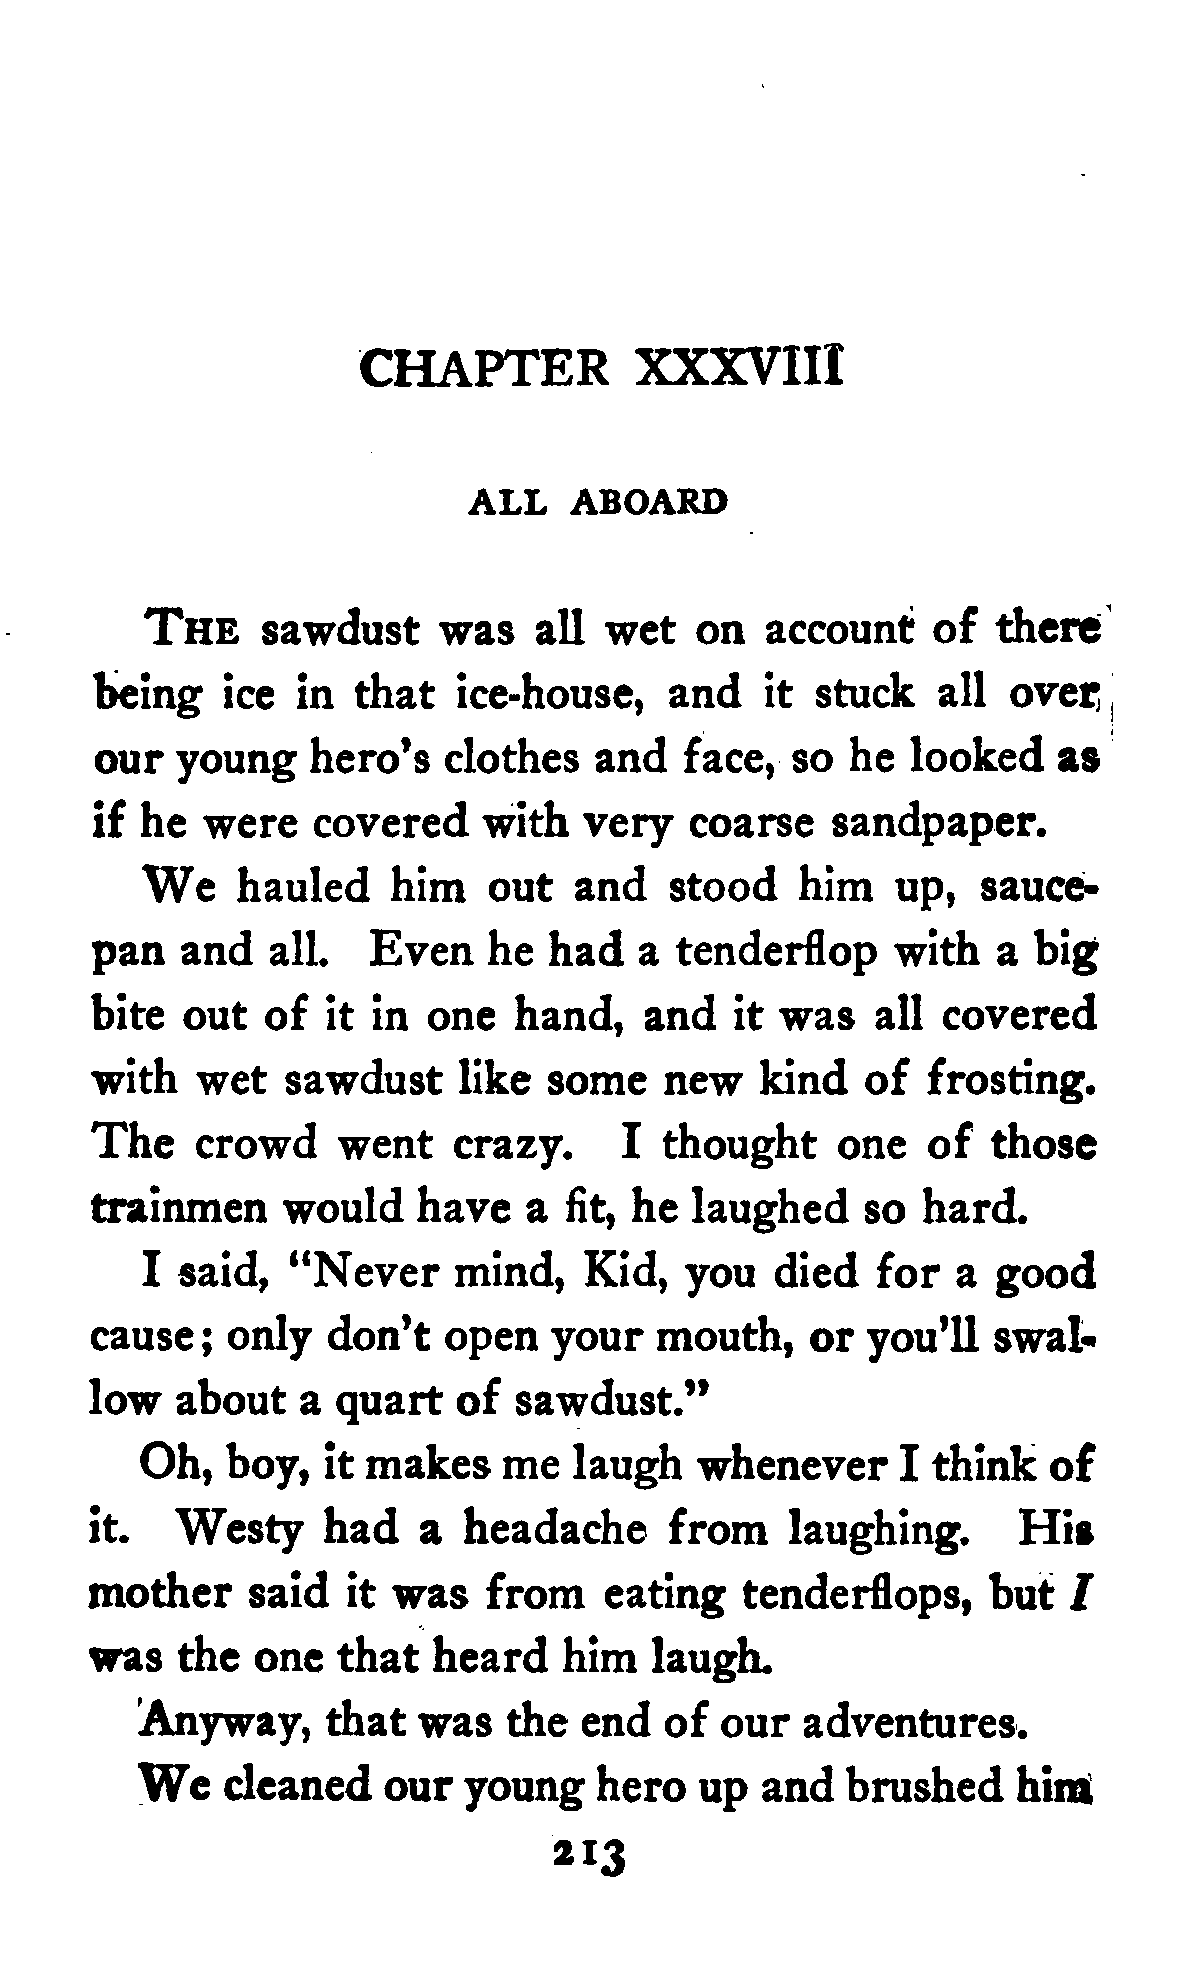 CHAPTER XXXVIII
ALL ABOARD
THE sawdust was all wet on account of there
being ice in that ice-house, and it stuck all over
our young hero's clothes and face, so he looked as
if he were covered with very coarse sandpaper.
We hauled him out and stood him up, sauce-
pan and all. Even he had a tenderflop with a big
bite out of it in one hand, and it was all covered
with wet sawdust like some new kind of frosting.
The crowd went crazy. I thought one of those
trainmen would have a fit, he laughed so hard.
I said, "Never mind, Kid, you died for a good
cause; only don't open your mouth, or you'll swal-
low about a quart of sawdust."
Oh, boy, it makes me laugh whenever I think of
it. Westy had a headache from laughing. His
mother said it was from eating tenderflops, but I
was the one that heard him laugh.
Anyway, that was the end of our adventures.
We cleaned our young hero up and brushed him
213